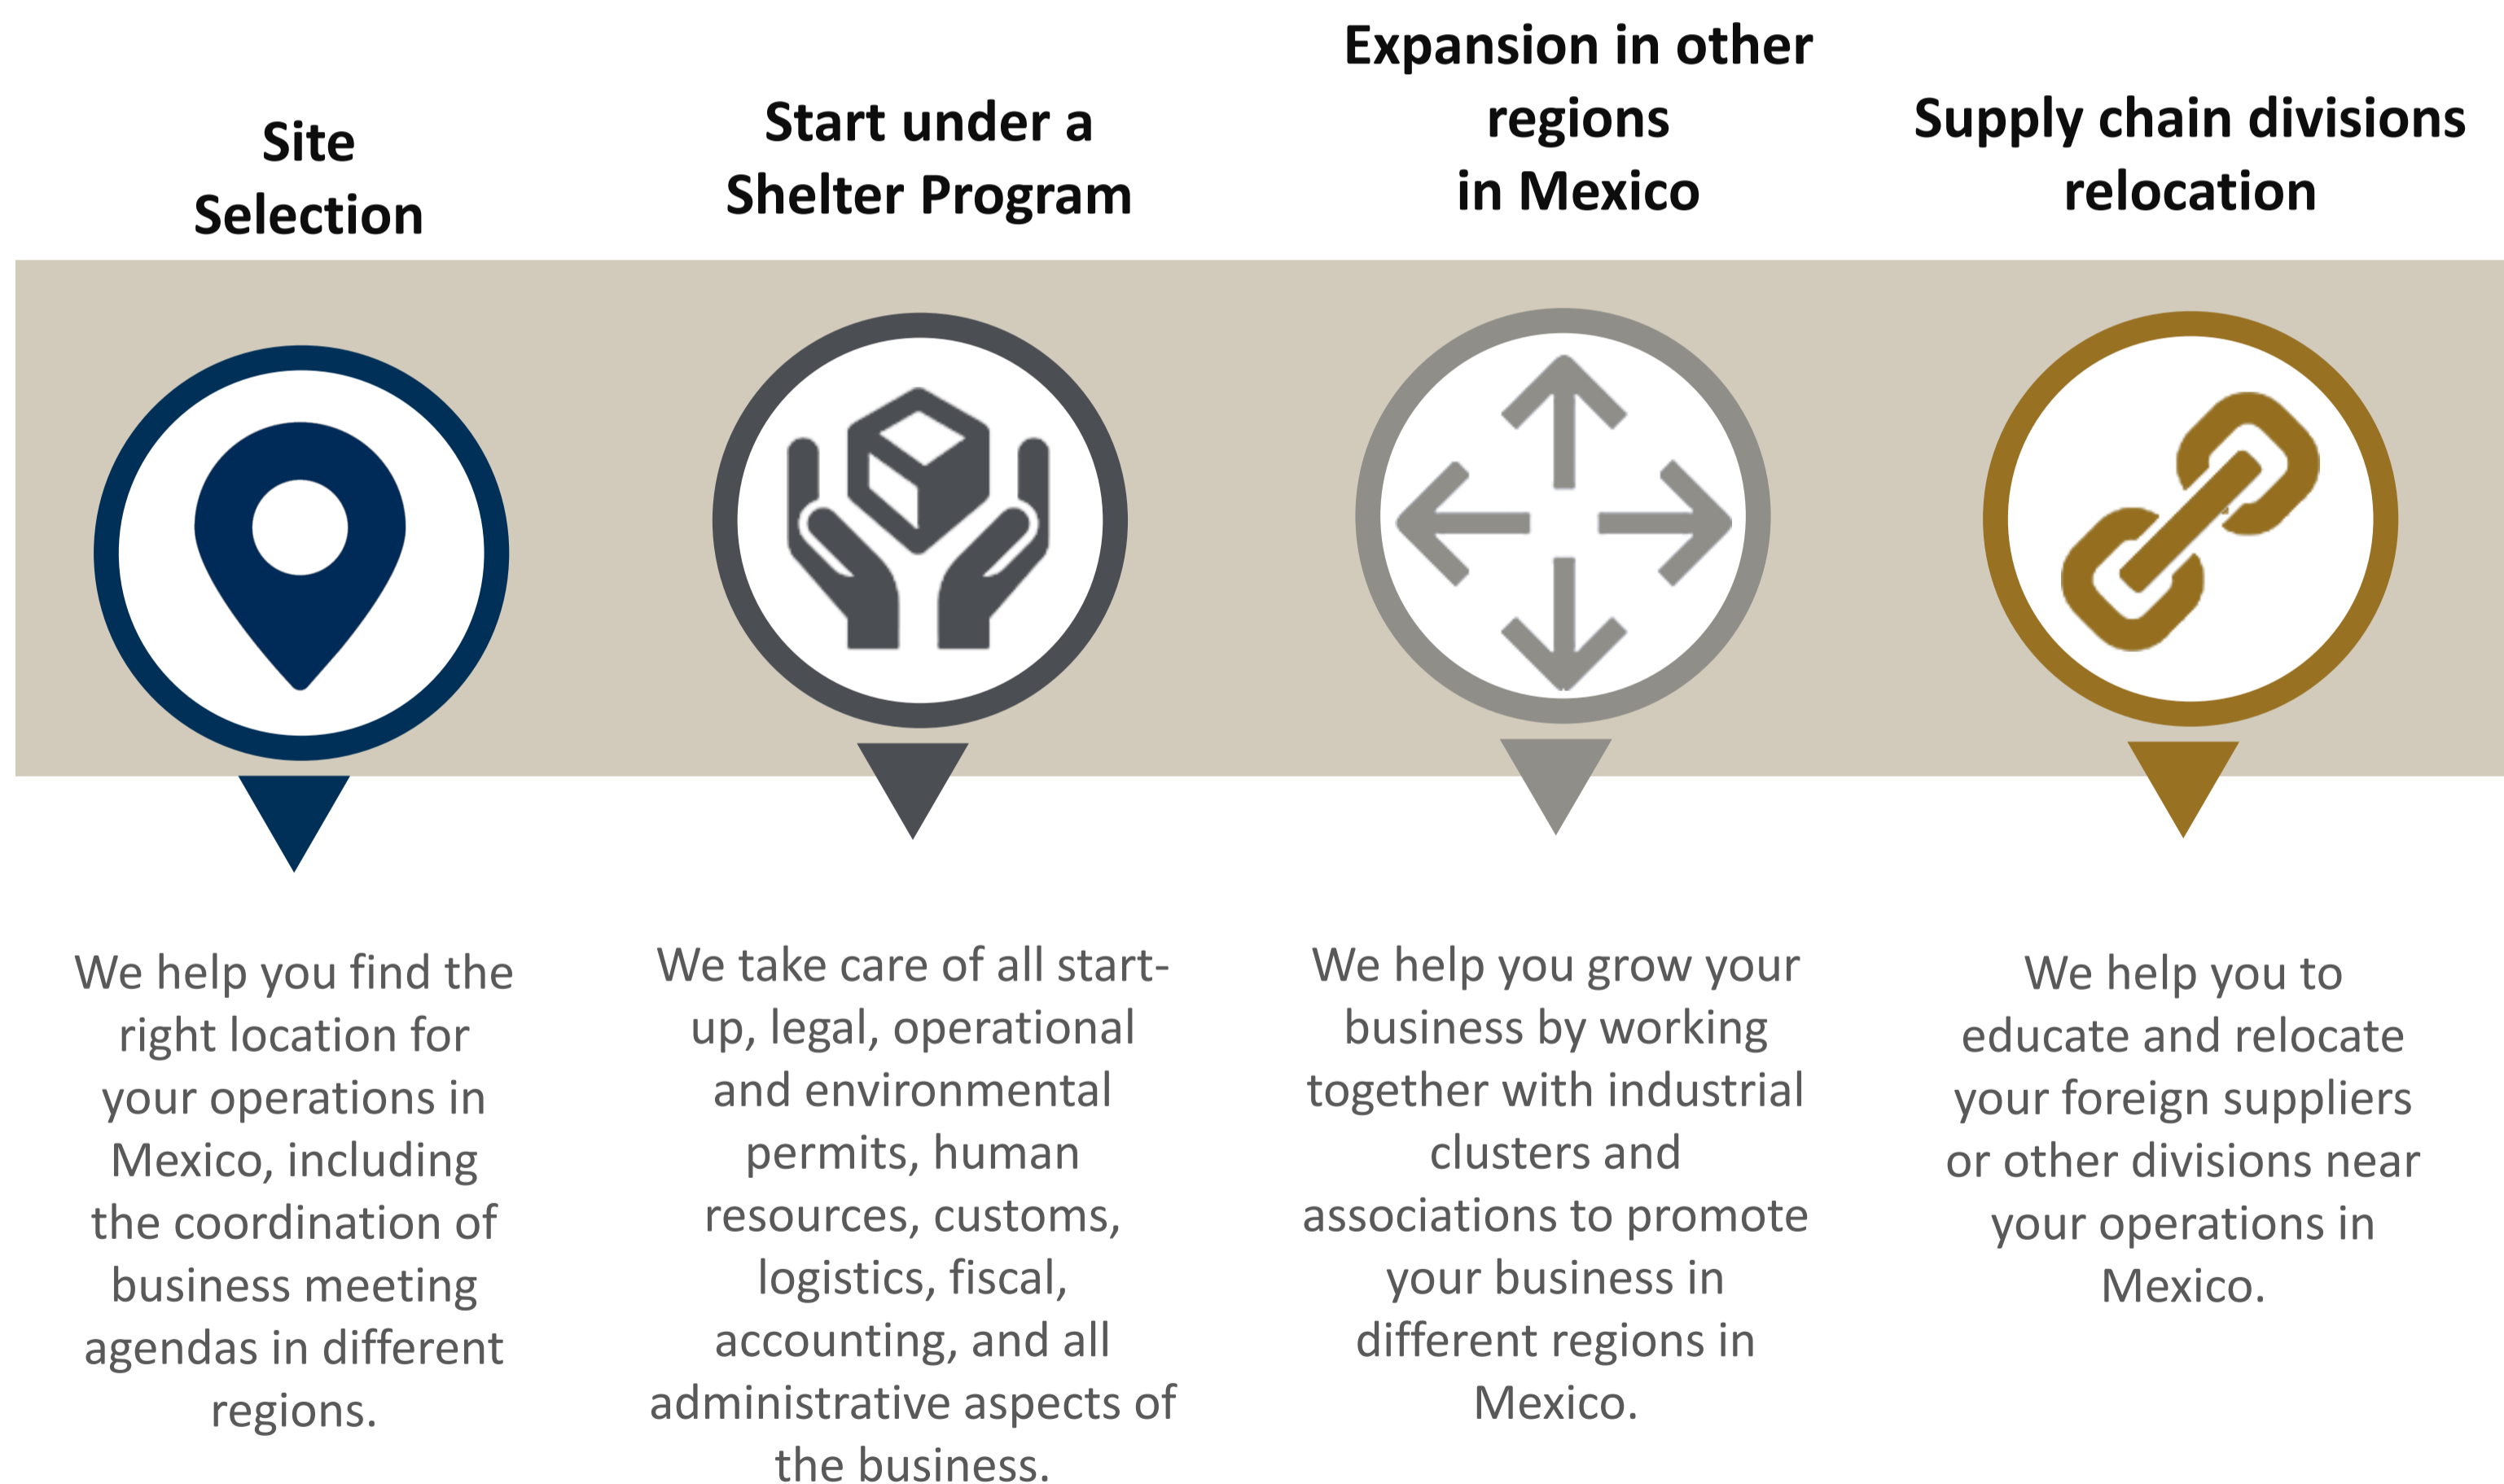 Site
Selection
We help you find the
right location for
your operations in
Mexico, including
the coordination of
business meeting
agendas in different
regions.
Start under a
Shelter Program
We take care of all start-
up, legal, operational
and environmental
permits, human
resources, customs,
logistics, fiscal,
accounting, and all
administrative aspects of
the business.
Expansion in other
regions
in Mexico
We help you grow your
business by working
together with industrial
clusters and
associations to promote
your business in
different regions in
Mexico.
Supply chain divisions
relocation
We help you to
educate and relocate
your foreign suppliers
or other divisions near
your operations in
Mexico.